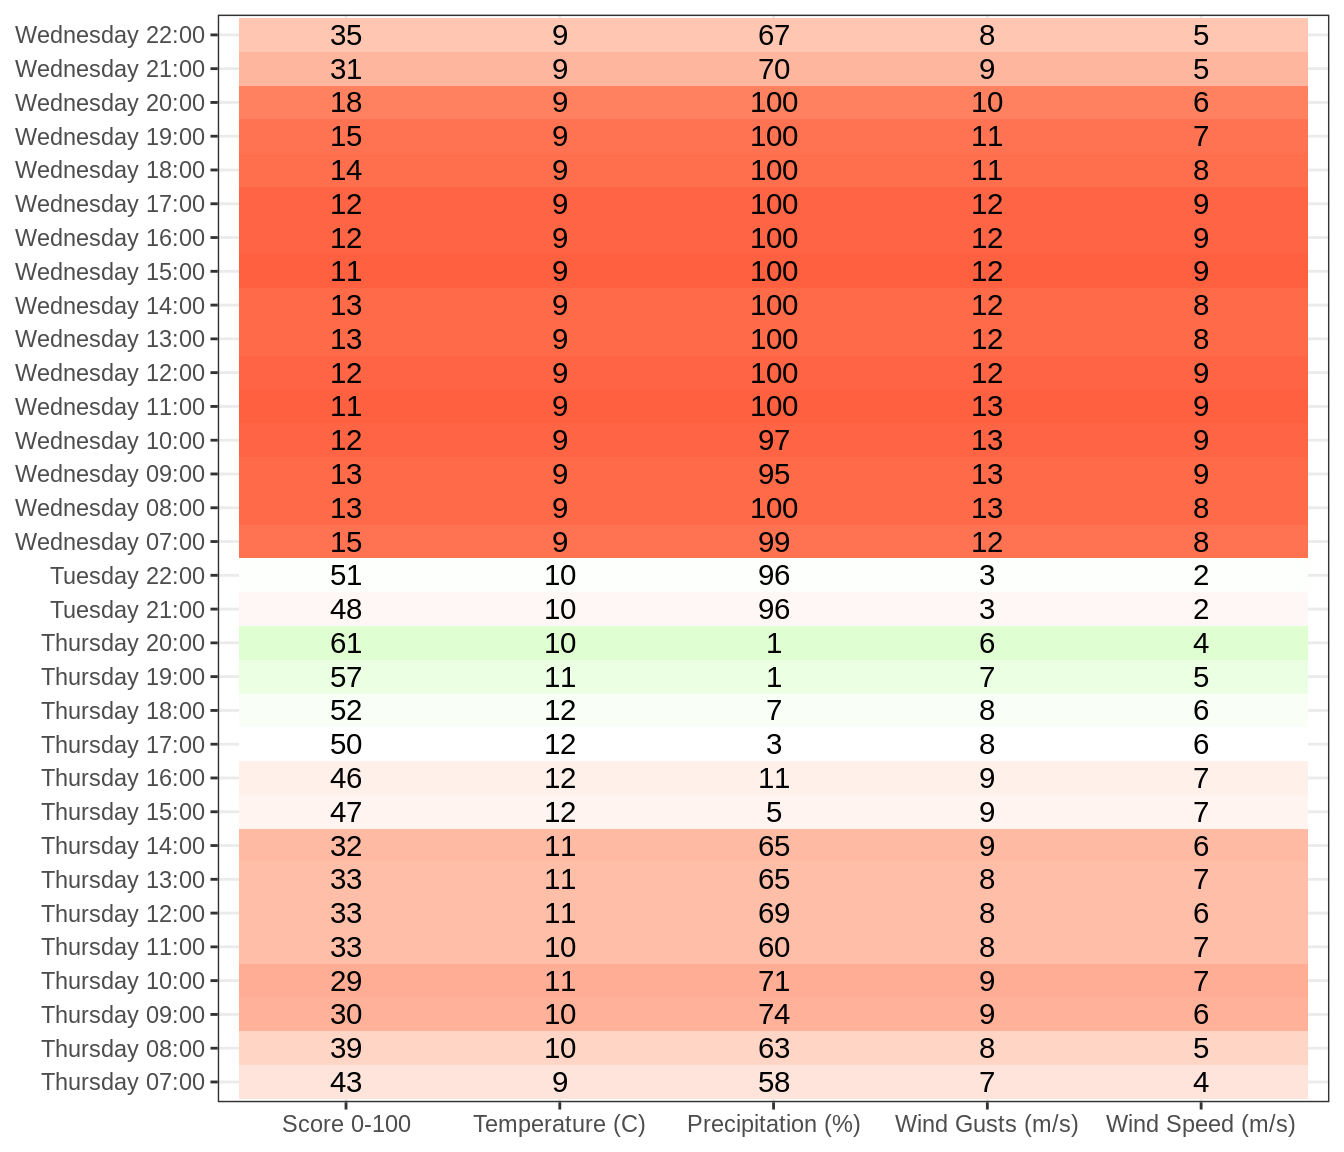 Wednesday 22:00 35 9 67 8 5
Wednesday 21:00 31 9 70 9 5
Wednesday 20:00 18 9 100 10 6
Wednesday 19:00 15 9 100 11 7
Wednesday 18:00 14 9 100 11 8
Wednesday 17:00 12 9 100 12 9
Wednesday 16:00 12 9 100 12 9
Wednesday 15:00 11 9 100 12 9
Wednesday 14:00 13 9 100 12 8
Wednesday 13:00 13 9 100 12 8
Wednesday 12:00 12 9 100 12 9
Wednesday 11:00 11 9 100 13 9
Wednesday 10:00 12 9 97 13 9
Wednesday 09:00 13 9 95 13 9
Wednesday 08:00 13 9 100 13 8
Wednesday 07:00 15 9 99 12 8
Tuesday 22:00 51 10 96 3 2
Tuesday 21:00 48 10 96 3 2
Thursday 20:00 61 10 1 6 4
Thursday 19:00 57 11 1 7 5
Thursday 18:00 52 12 7 8 6
Thursday 17:00 50 12 3 8 6
Thursday 16:00 46 12 11 9 7
Thursday 15:00 47 12 5 9 7
Thursday 14:00 32 11 65 9 6
Thursday 13:00 33 11 65 8 7
Thursday 12:00 33 11 69 8 6
Thursday 11:00 33 10 60 8 7
Thursday 10:00 29 11 71 9 7
Thursday 09:00 30 10 74 9 6
Thursday 08:00 39 10 63 8 5
Thursday 07:00 43 9 58 7 4
Score 0-100 Temperature (C) Precipitation (%) Wind Gusts (m/s) Wind Speed (m/s)